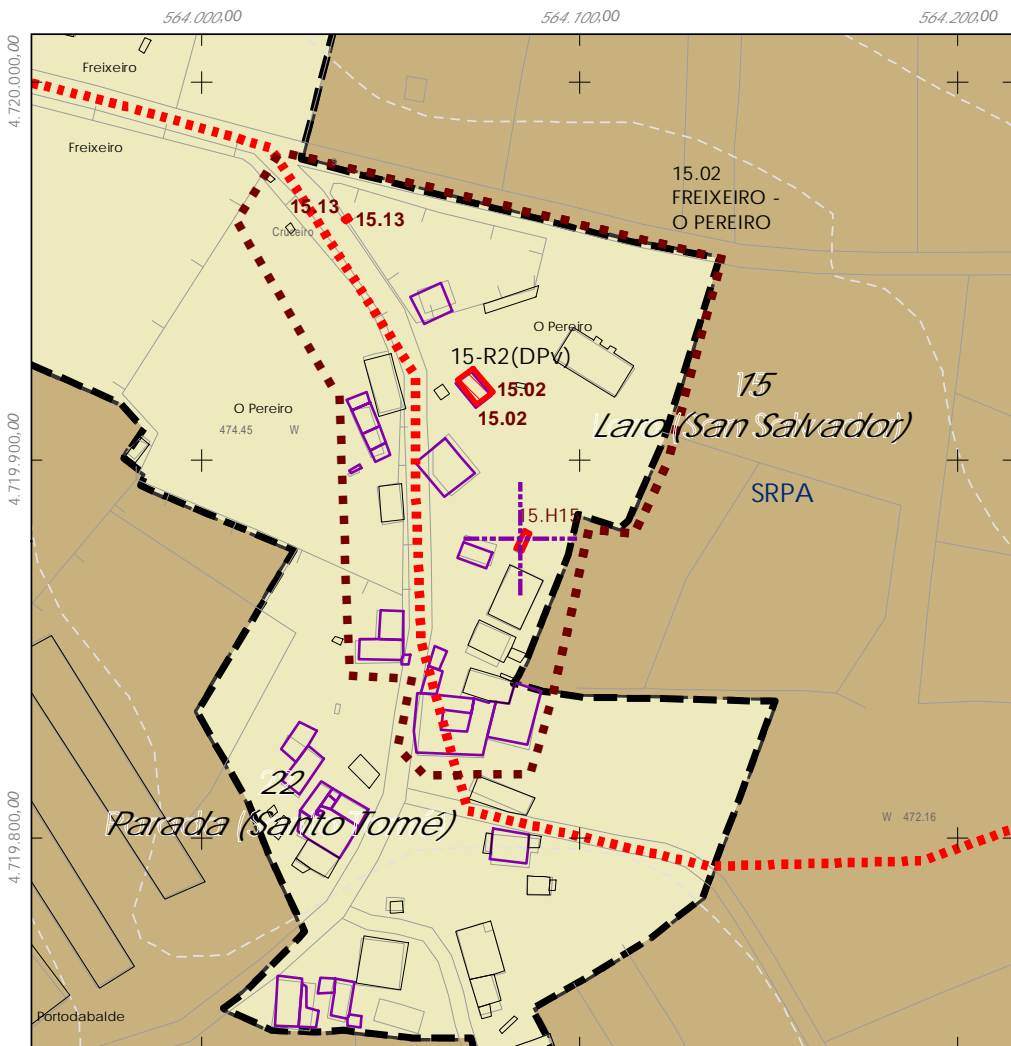 564.000,00
564.100,00
564.200,00
4.720.000,00
4.719.900,00
4.719.800,00
Freixeiro
Freixeiro
15.02
FREIXEIRO -
O PEREIRO
15.13
15.13
Cruceiro
O Pereiro
15-R2(DPv)
15.02
15.02
15
Laro (San Salvador)
O Pereiro
474.45 W
SRPA
15.H15
22
Parada (Santo Tomé)
W 472.16
Portodabalde